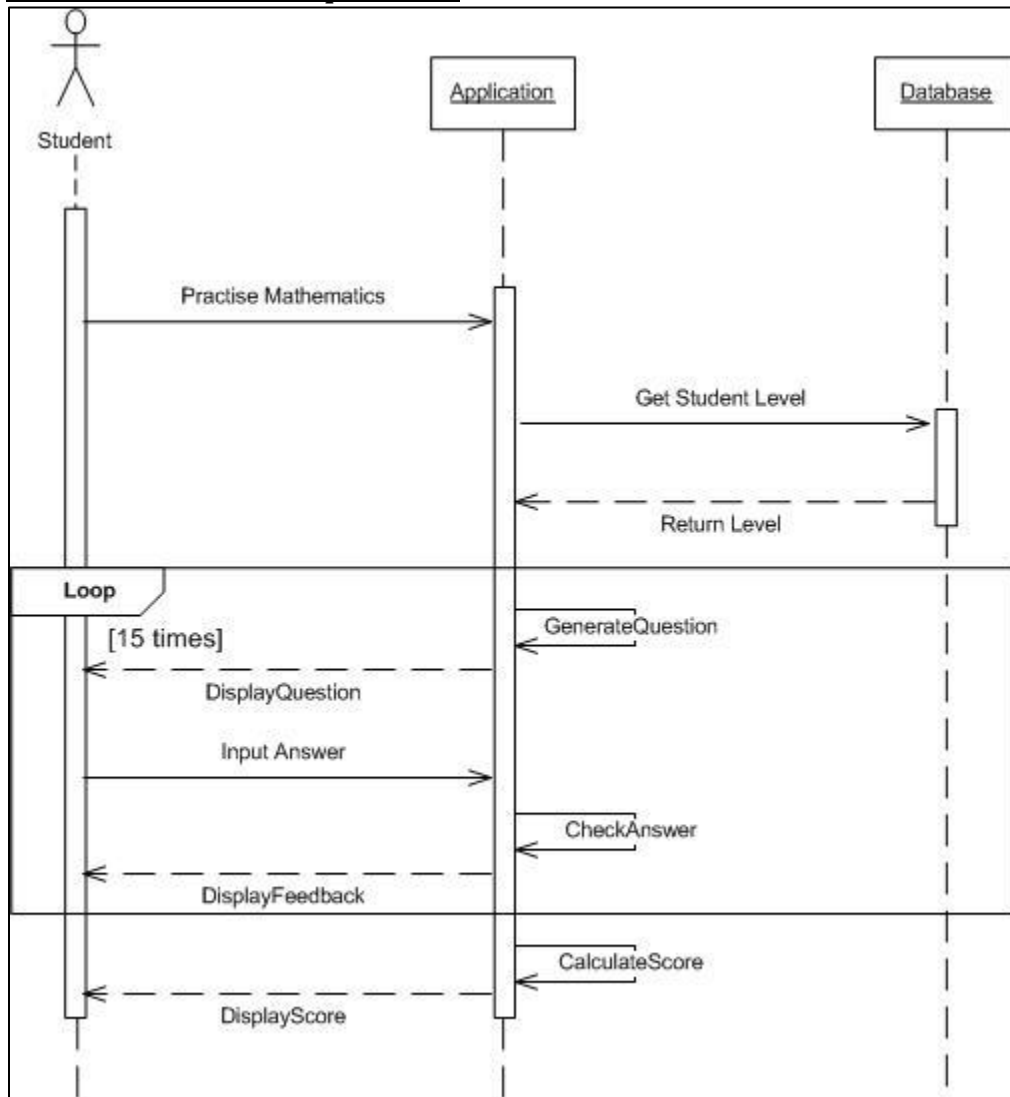 Student
Application
Database
Practise Mathematics
Get Student Level
Return Level
Loop
[15 times]
GenerateQuestion
DisplayQuestion
Input Answer
CheckAnswer
DisplayFeedback
CalculateScore
DisplayScore